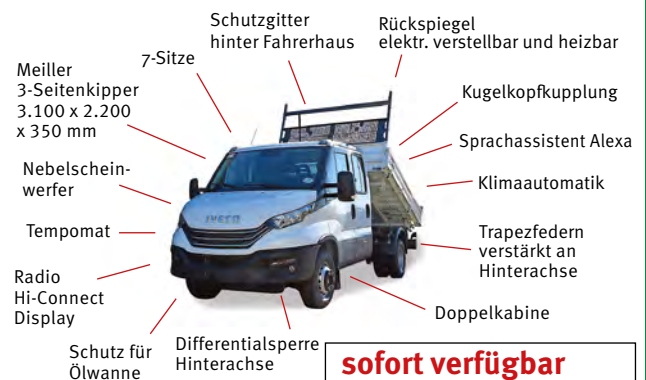 Schutzgitter
hinter Fahrerhaus
Rückspiegel
elektr. verstellbar und heizbar
7-Sitze
Meiller
3-Seitenkipper
3.100 x 2.200
x 350 mm
Kugelkopfkupplung
Sprachassistent Alexa
Nebelschein-
werfer
Klimaautomatik
IVECO
Tempomat
Trapezfedern
verstärkt an
Hinterachse
Radio
Hi-Connect
Display
Doppelkabine
Schutz für
Ölwanne
Differentialsperre
Hinterachse
sofort verfügbar